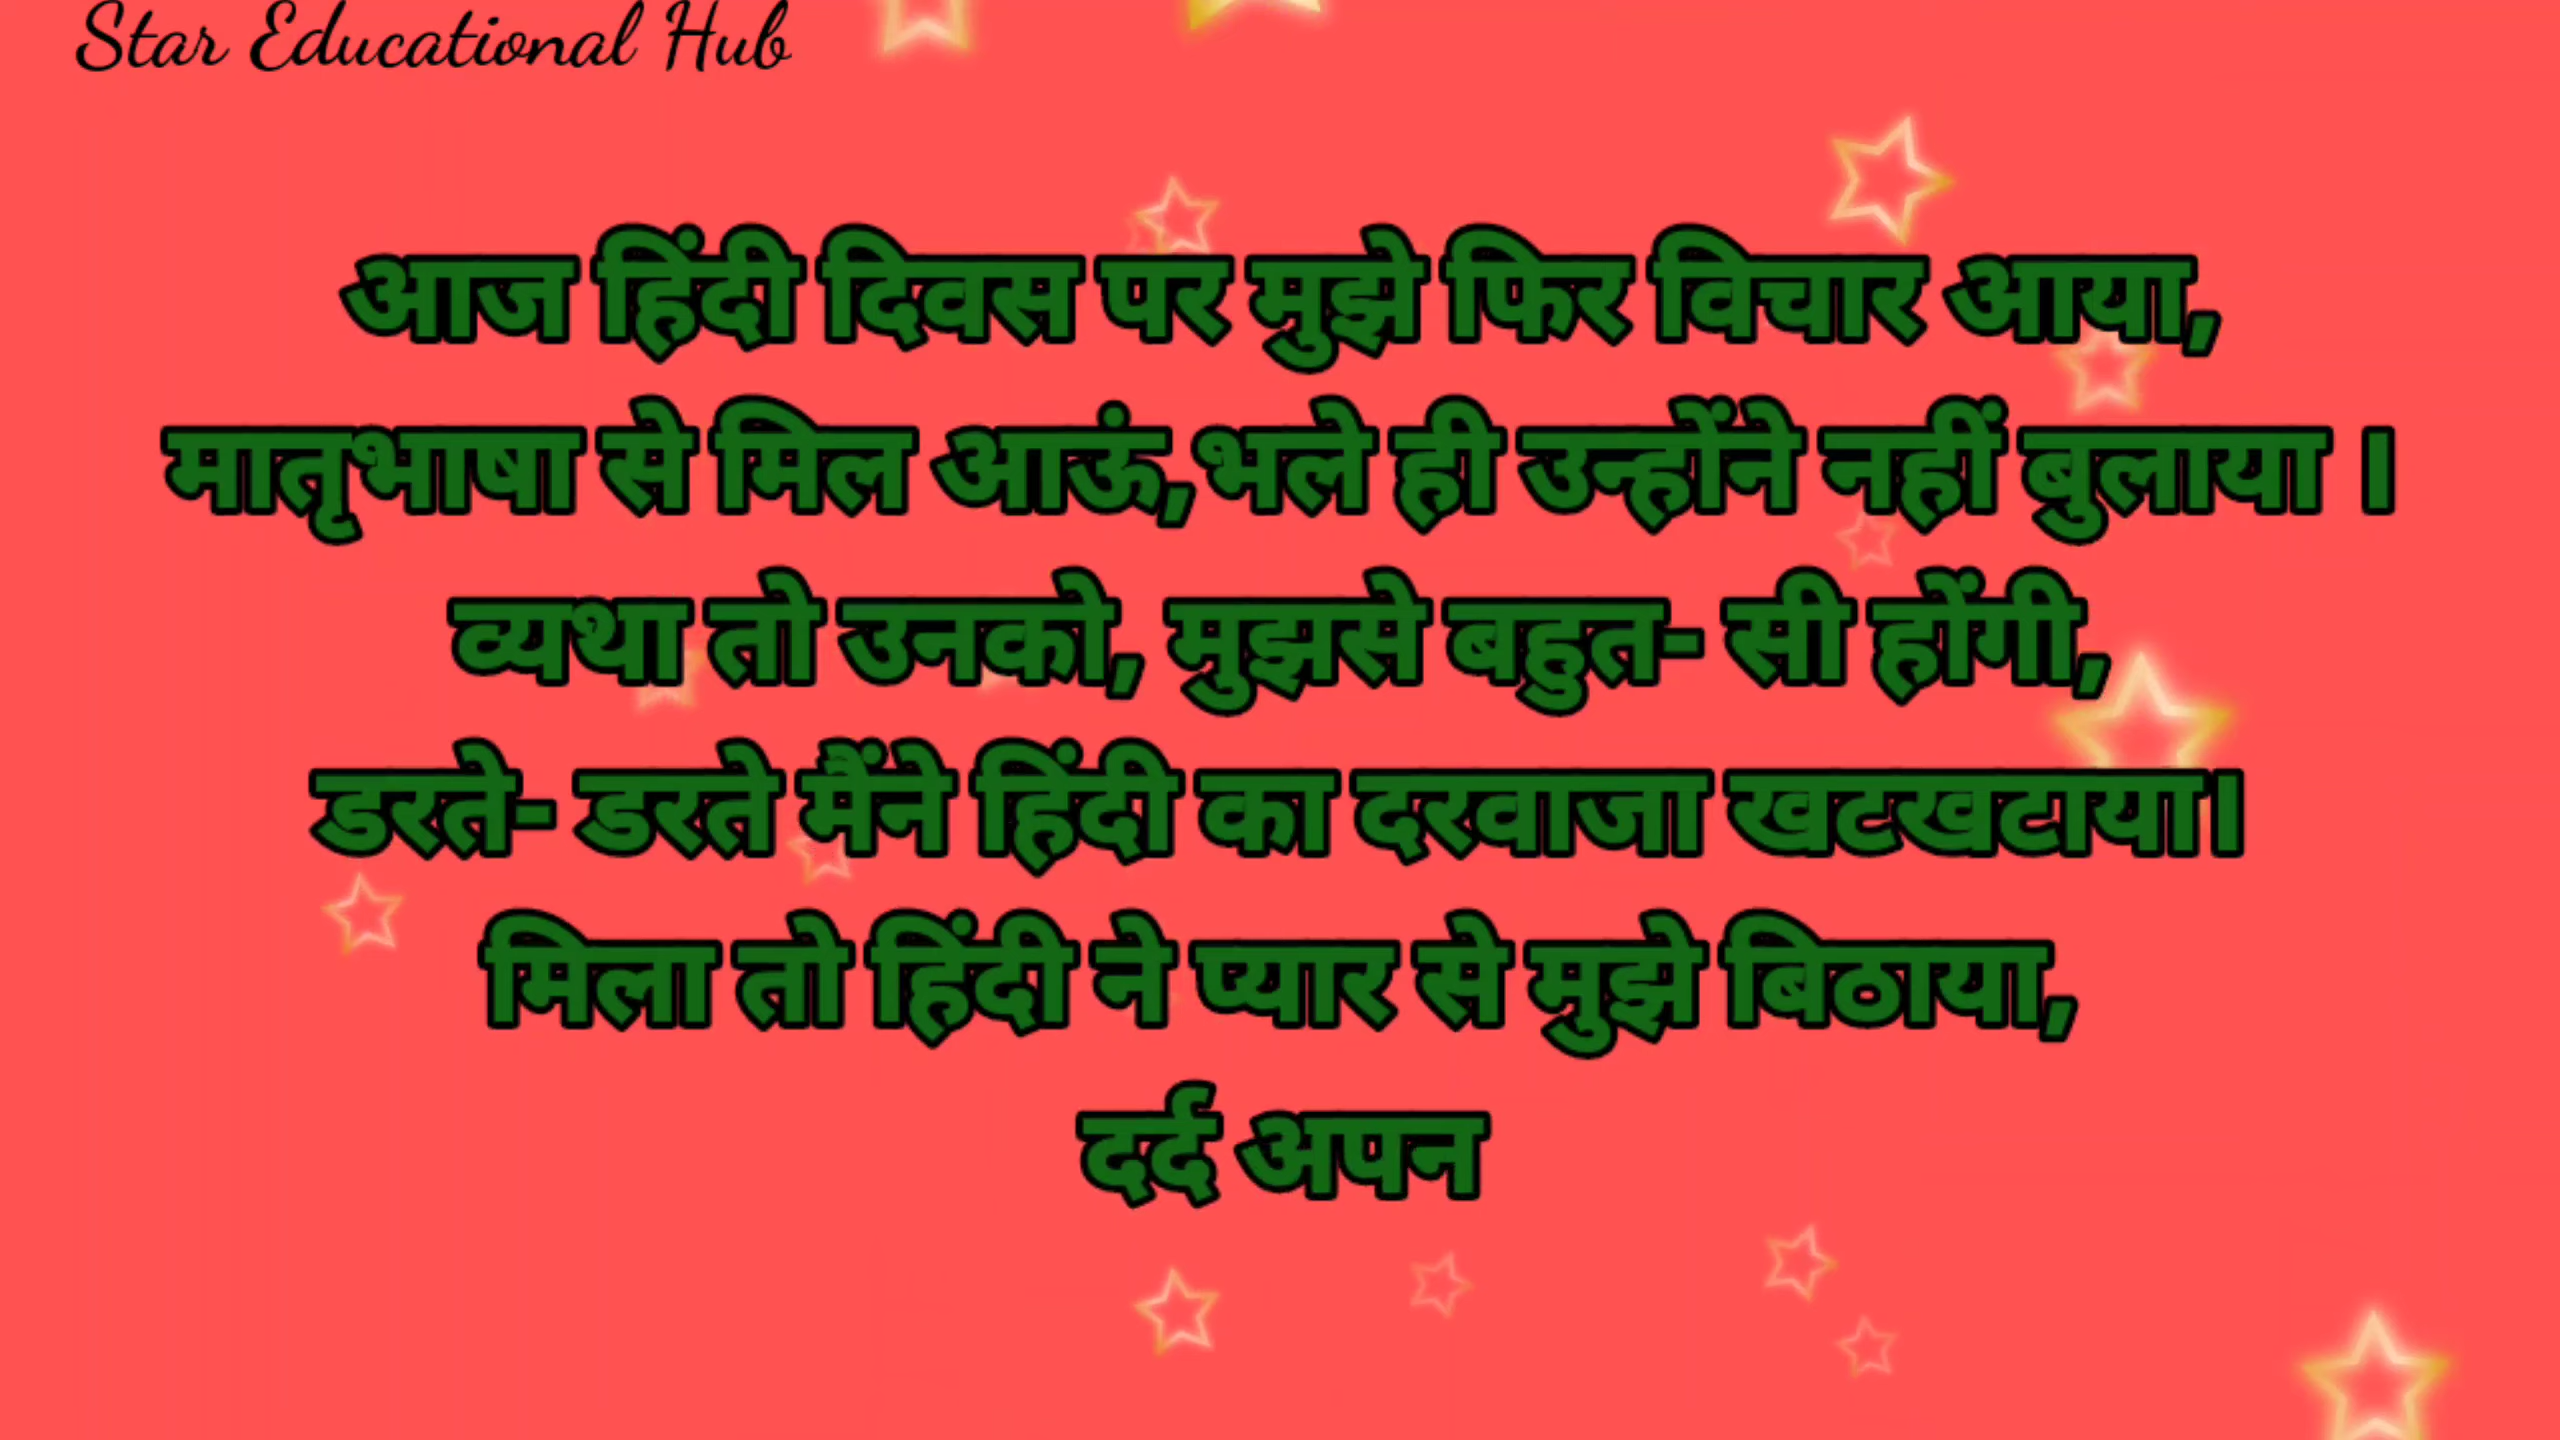 Star Educational Hub
आज हिंदी दिवस पर मुझे फिर विचार आया,
मातृभाषा से मिल आऊं,भले ही उन्होंने नहीं बुलाया ।
व्यथा तो उनको, मुझसे बहुत- सी होंगी,
डरते- डरते मैंने हिंदी का दरवाजा खटखटाया।
मिला तो हिंदी ने प्यार से मुझे बिठाया,
दर्द अपन